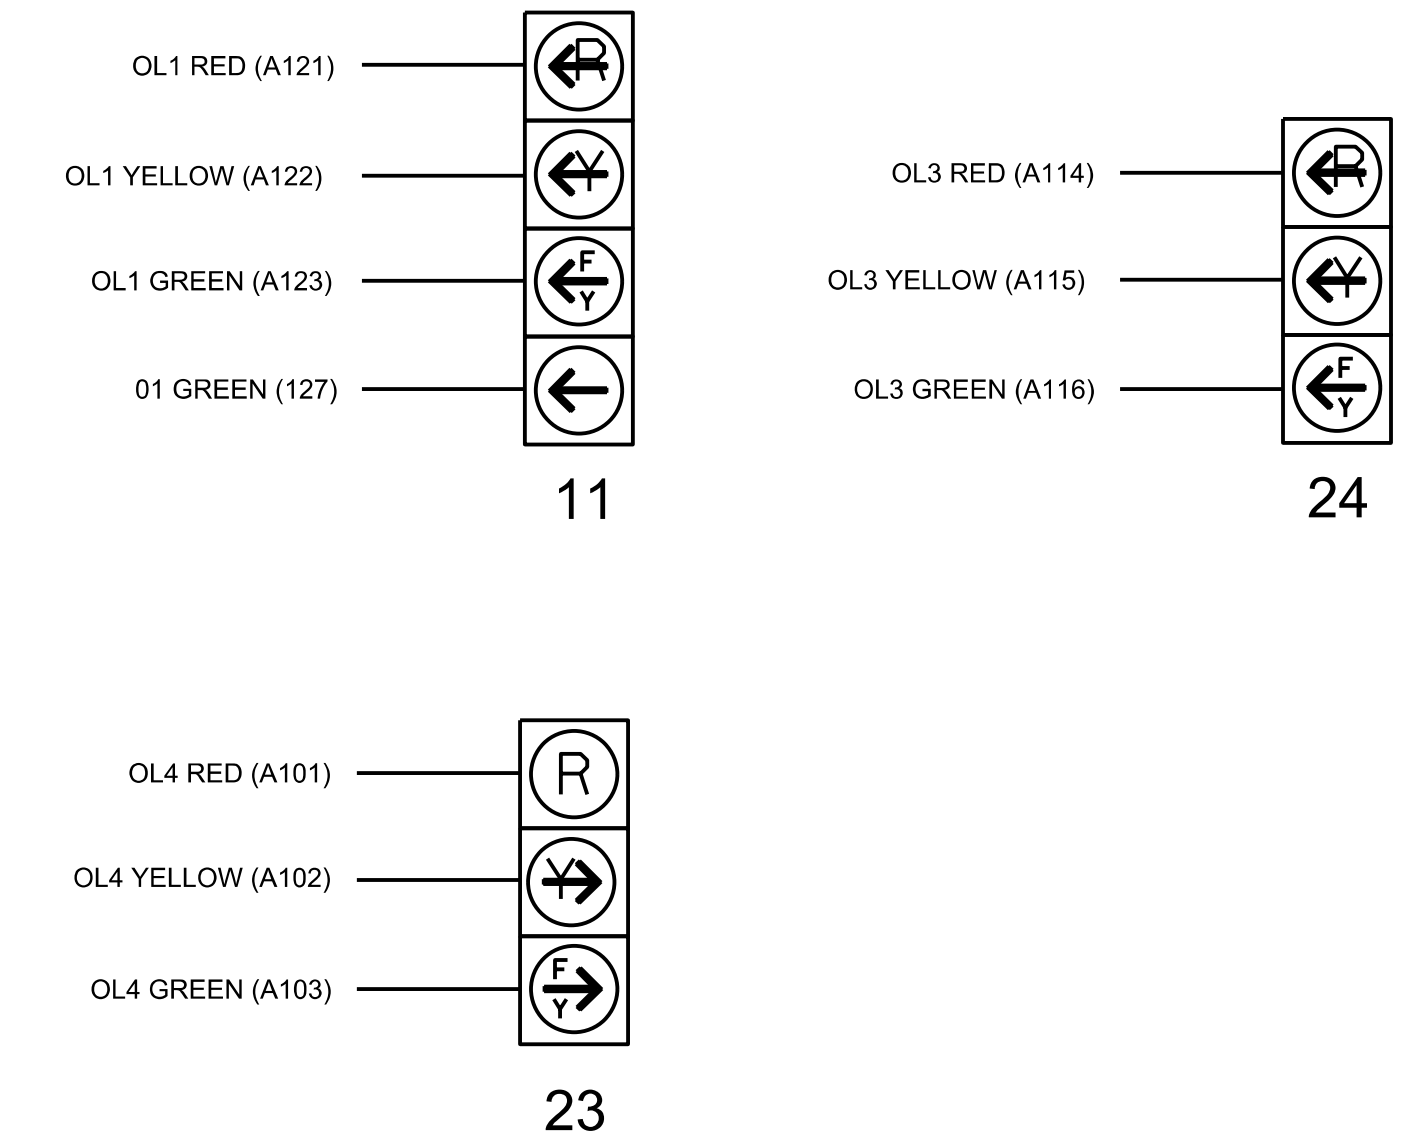 OL1 RED (A121)
R
OL1 YELLOW (A122)
Y
OL1 GREEN (A123)
F
Y
01 GREEN (127)
11
OL3 RED (A114)
R
OL3 YELLOW (A115)
Y
OL3 GREEN (A116)
F
Y
24
OL4 RED (A101)
R
OL4 YELLOW (A102)
Y
OL4 GREEN (A103)
F
Y
23